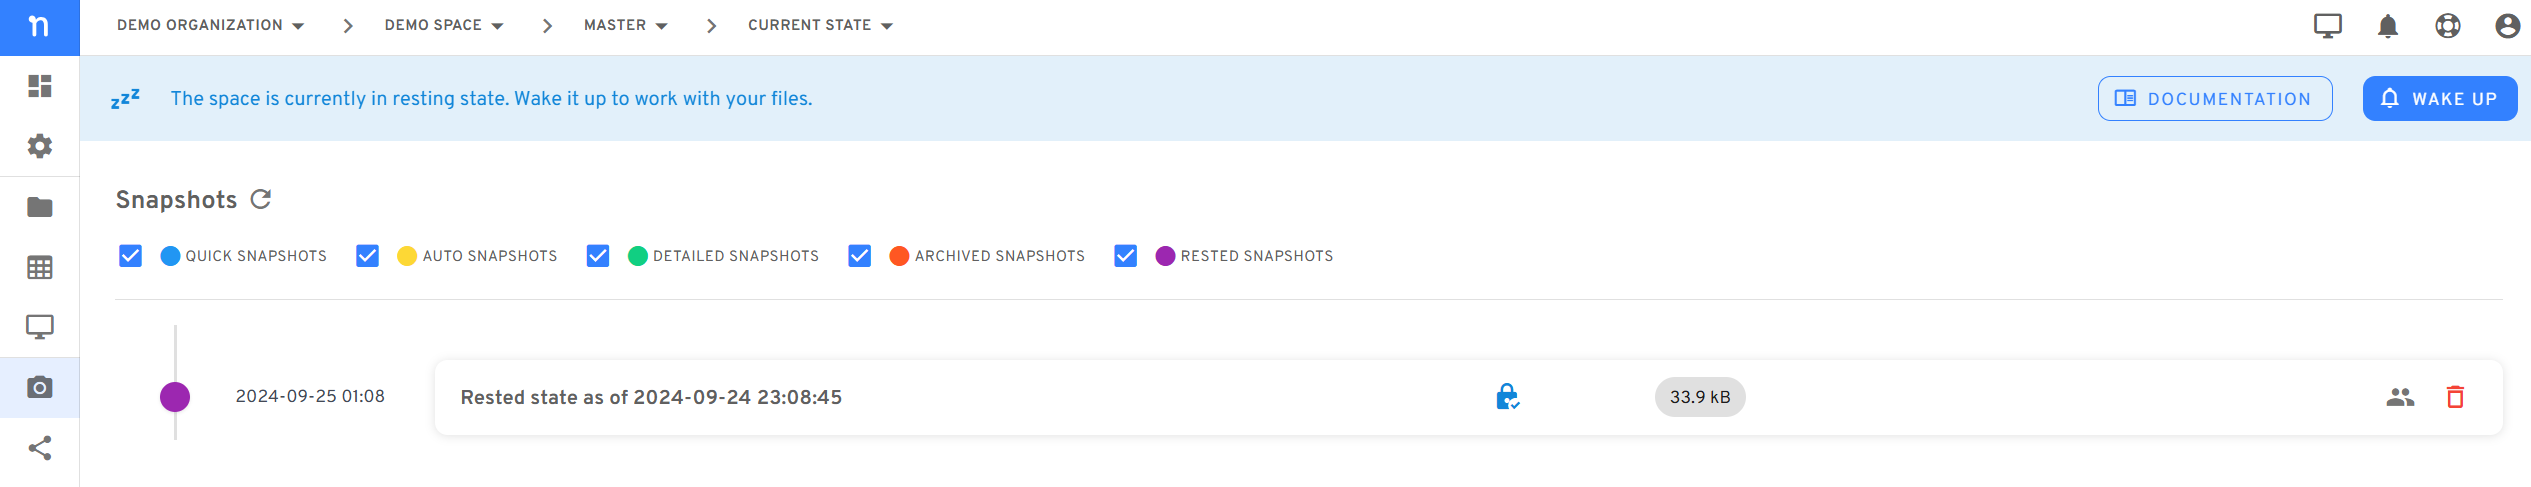 n
DEMO ORGANIZATION DEMO SPACE MASTER CURRENT STATE
zzz The space is currently in resting state. Wake it up to work with your files. DOCUMENTATION WAKE UP
Snapshots
QUICK SNAPSHOTS AUTO SNAPSHOTS DETAILED SNAPSHOTS ARCHIVED SNAPSHOTS RESTED SNAPSHOTS
2024-09-25 01:08 Rested state as of 2024-09-24 23:08:45 33.9 kB